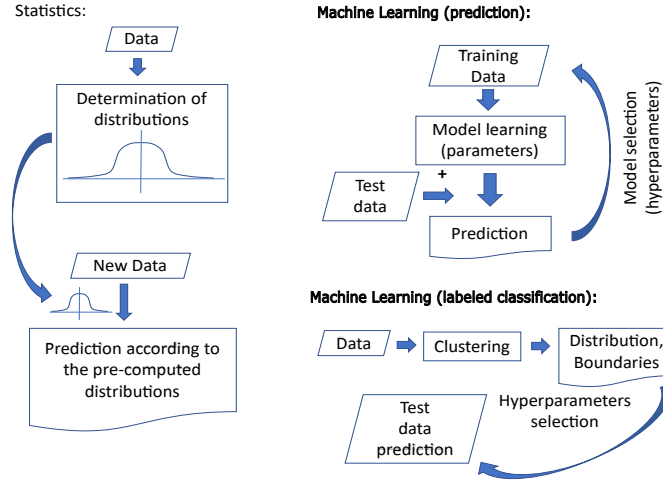 Statistics:
Data
Determination of
distributions
New Data
Prediction according to
the pre-computed
distributions
Machine Learning (prediction):
Training
Data
Model learning
(parameters)
+
Test
data
Prediction
Model selection
(hyperparameters)
Machine Learning (labeled classification):
Data
Clustering
Distribution,
Boundaries
Hyperparameters
selection
Test
data
prediction